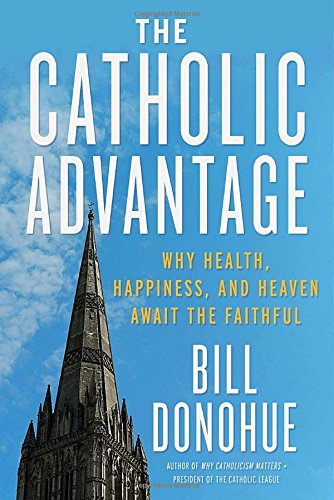 THE
CATHOLIC
ADVANTAGE
WHY HEALTH,
HAPPINESS, AND HEAVEN
AWAIT THE FAITHFUL
BILL
DONOHUE
AUTHOR OF WHY CATHOLICISM MATTERS +
PRESIDENT OF THE CATHOLIC LEAGUE